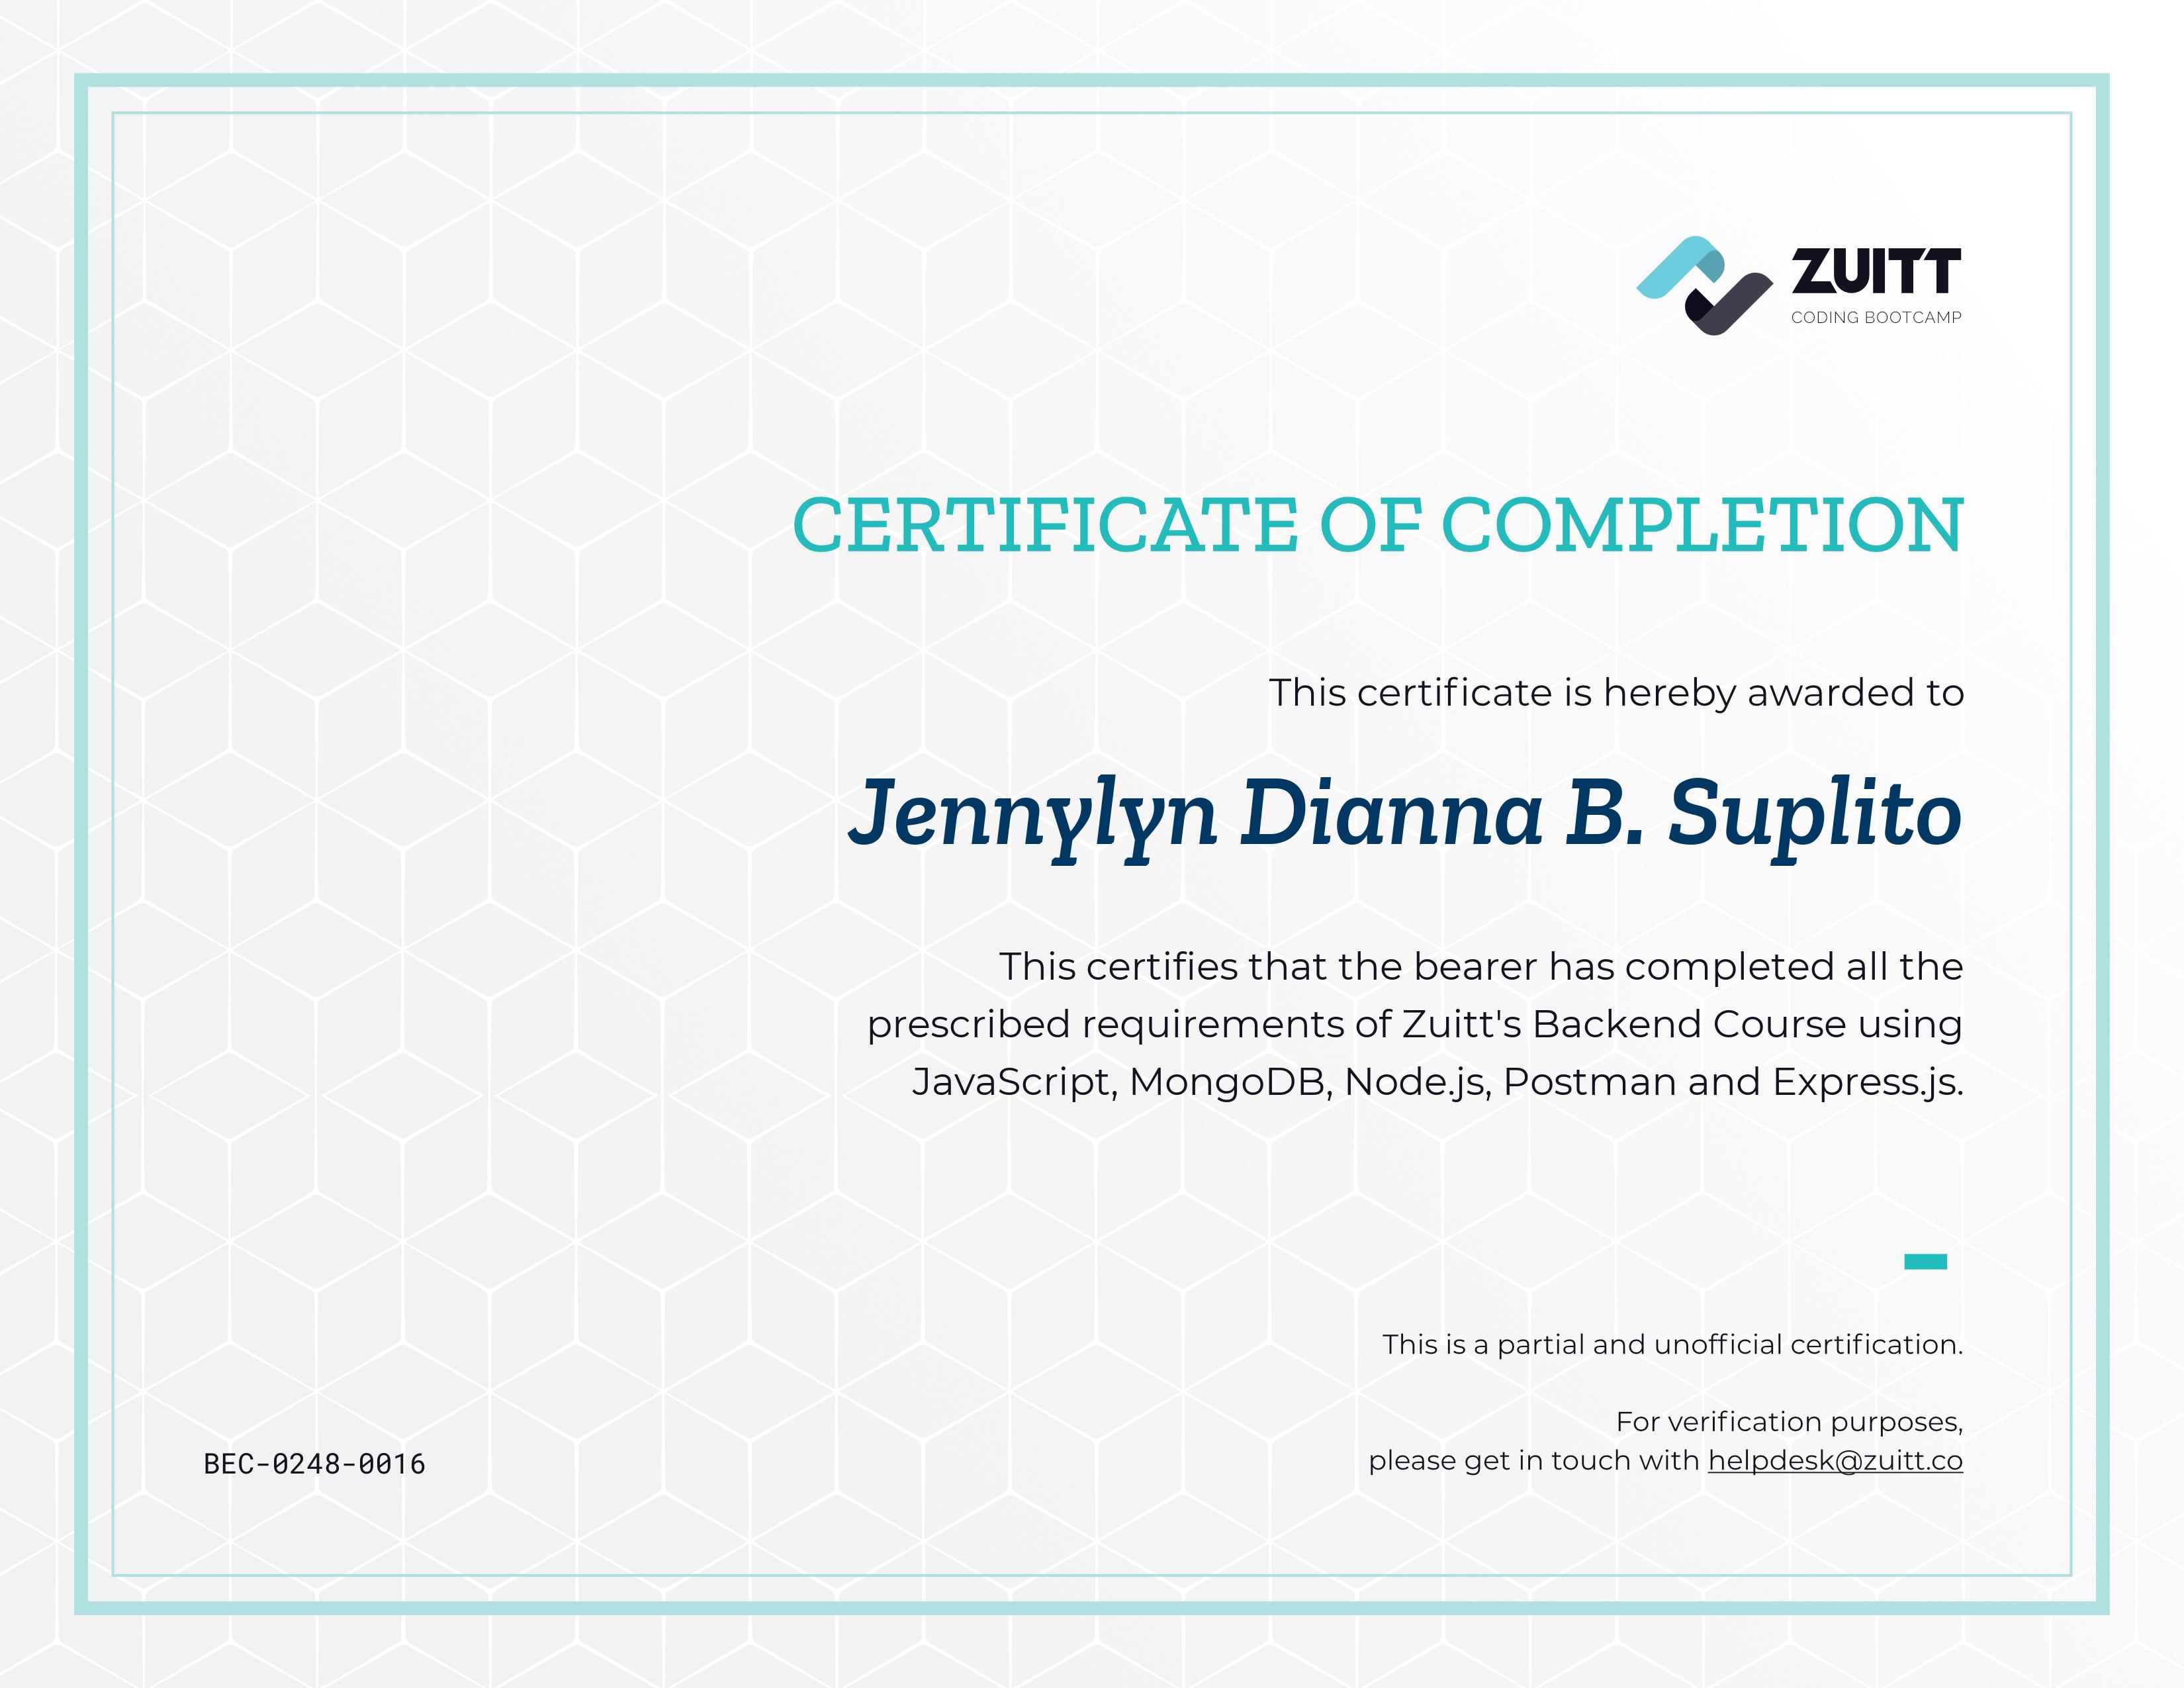 ZUITT
CODING BOOTCAMP
CERTIFICATE OF COMPLETION
This certificate is hereby awarded to
Jennylyn Dianna B. Suplito
This certifies that the bearer has completed all the
prescribed requirements of Zuitt's Backend Course using
JavaScript, MongoDB, Node.js, Postman and Express.js.
This is a partial and unofficial certification.
For verification purposes,
please get in touch with helpdesk@zuitt.co
BEC-0248-0016